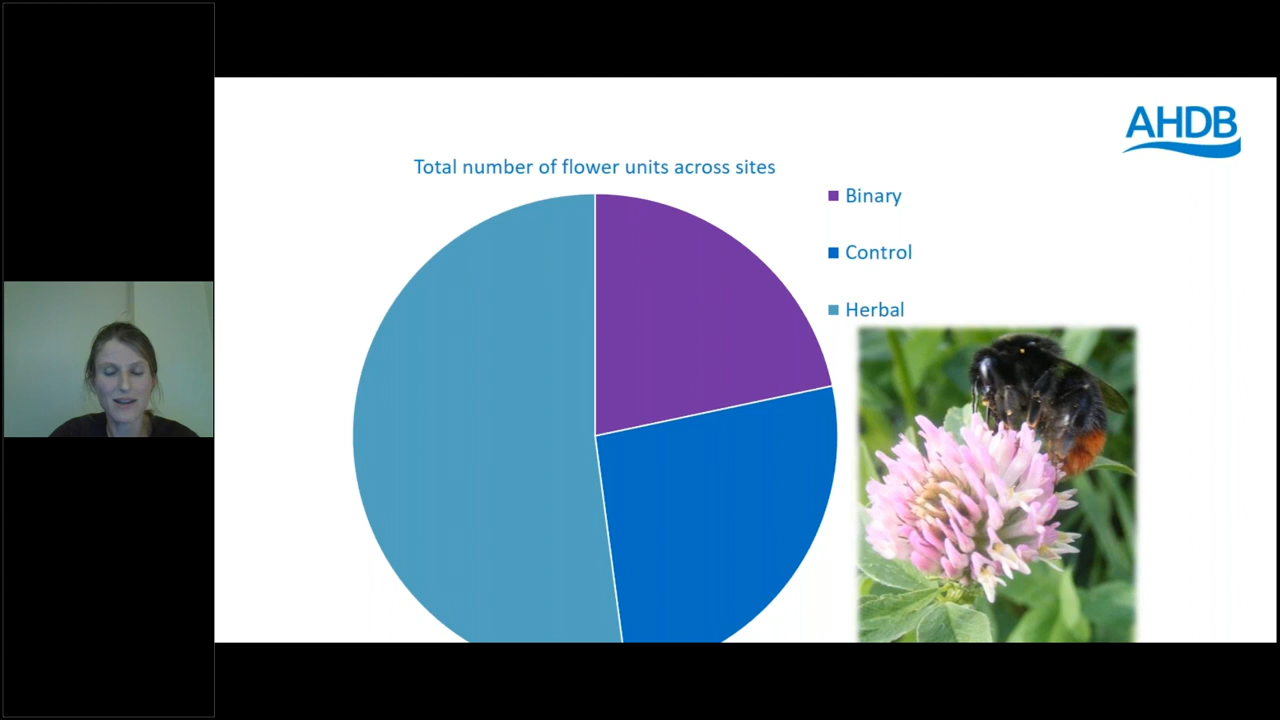 AHDB
Total number of flower units across sites
Binary
Control
Herbal